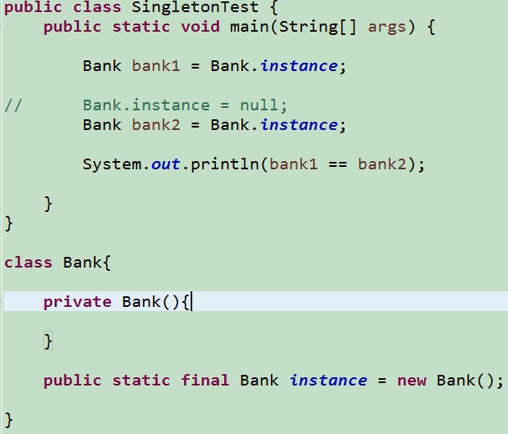 public class SingletonTest {
    public static void main(String[] args) {
        Bank bank1 = Bank.instance;
//      Bank.instance = null;
        Bank bank2 = Bank.instance;
        System.out.println(bank1 == bank2);
    }
}
class Bank{
    private Bank(){
    }
    public static final Bank instance = new Bank();
}